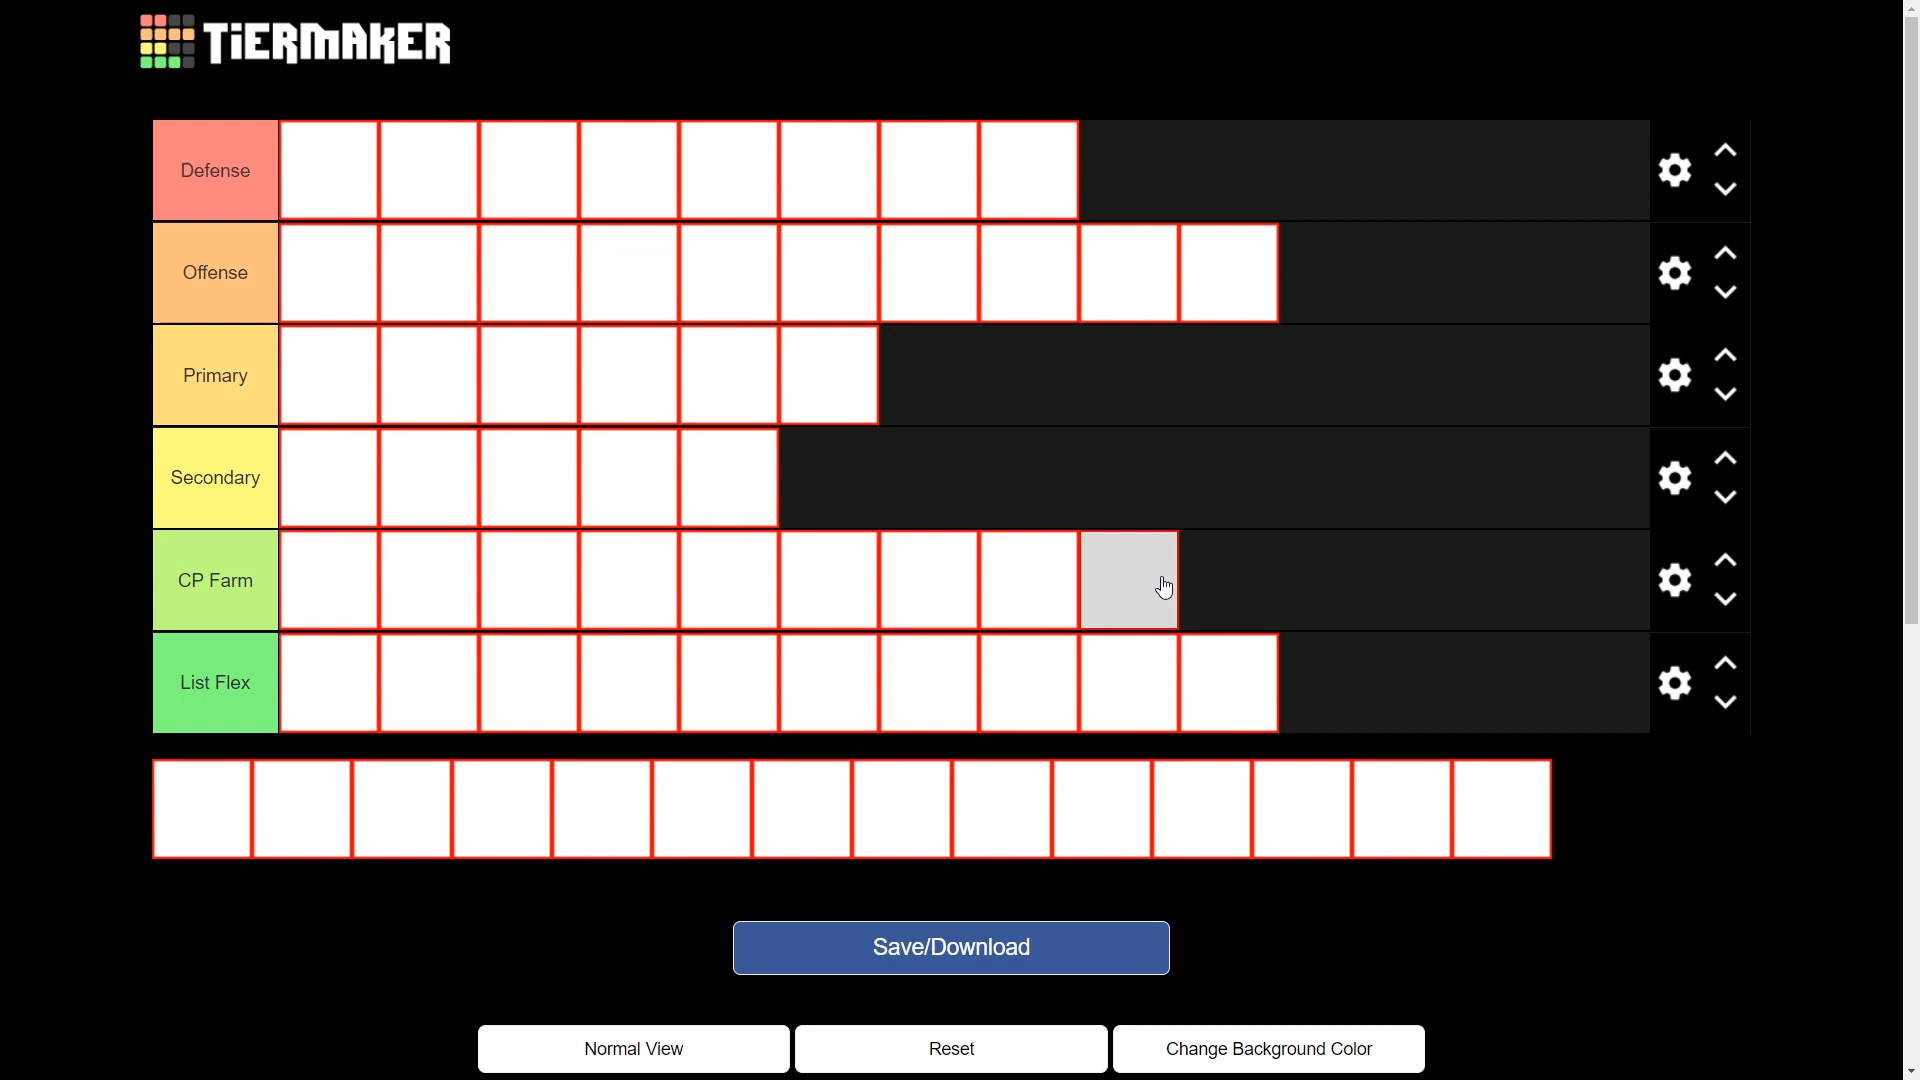 TiERMAKER
Defense
Offense
Primary
Secondary
CP Farm
List Flex
Save/Download
Normal View
Reset
Change Background Color